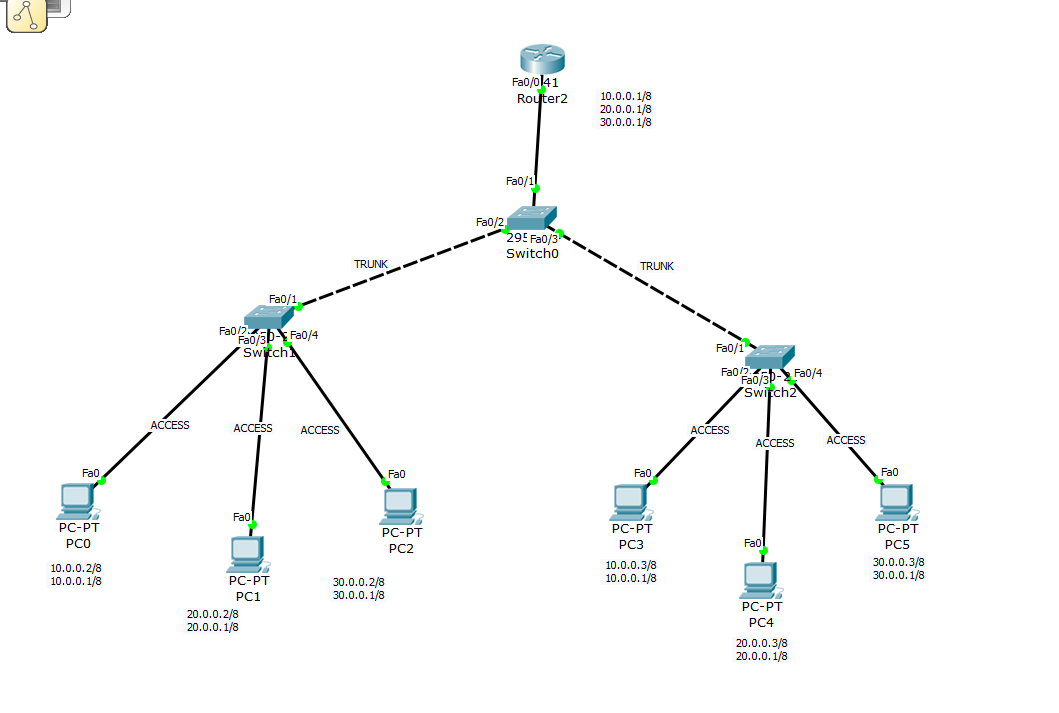 Fa0/0
41
Router2
10.0.0.1/8
20.0.0.1/8
30.0.0.1/8
Fa0/1
Fa0/2
Fa0/3
Switch0
TRUNK
TRUNK
Fa0/1
Fa0/2
Fa0/3
Fa0/4
Switch1
Fa0/1
Fa0/2
Fa0/3
Fa0/4
Switch2
ACCESS
ACCESS
ACCESS
ACCESS
ACCESS
ACCESS
Fa0
PC-PT
PC0
10.0.0.2/8
10.0.0.1/8
Fa0
PC-PT
PC1
20.0.0.2/8
20.0.0.1/8
Fa0
PC-PT
PC2
30.0.0.2/8
30.0.0.1/8
Fa0
PC-PT
PC3
10.0.0.3/8
10.0.0.1/8
Fa0
PC-PT
PC4
20.0.0.3/8
20.0.0.1/8
Fa0
PC-PT
PC5
30.0.0.3/8
30.0.0.1/8